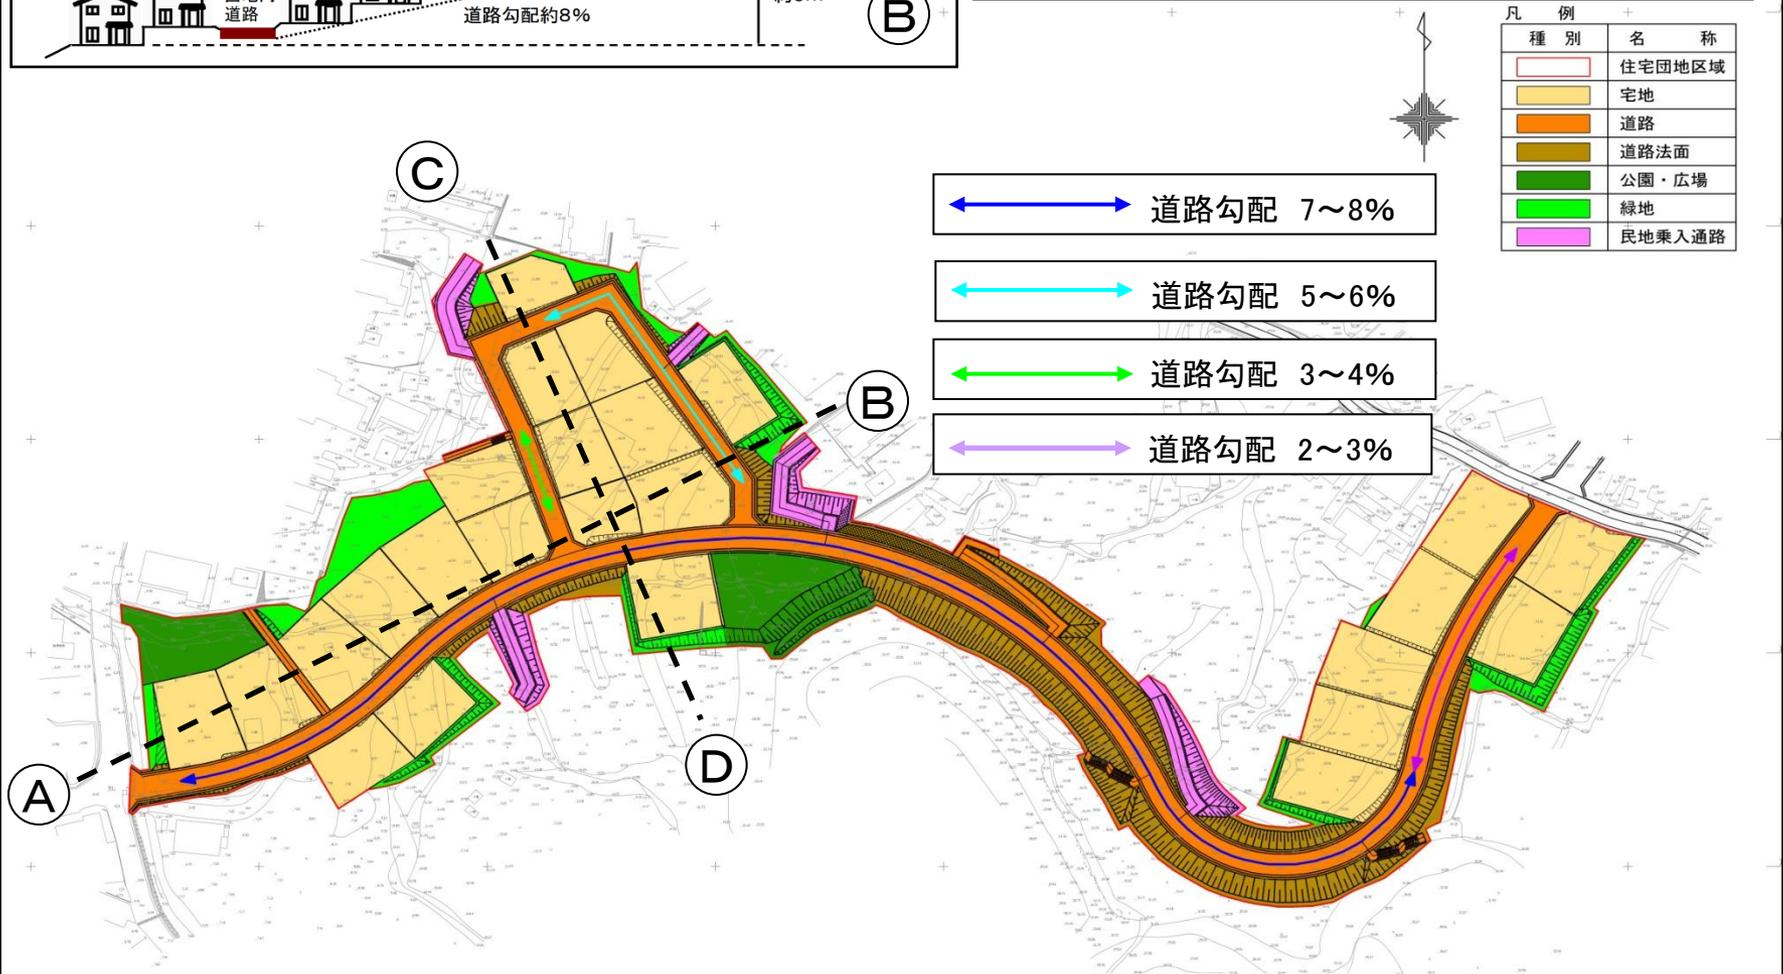 道路
道路勾配約8%
B
凡 例
種 別 名 称
住宅団地区域
宅地
道路
道路法面
公園・広場
緑地
民地乗入通路
C
道路勾配 7～8%
道路勾配 5～6%
道路勾配 3～4%
道路勾配 2～3%
B
D
A